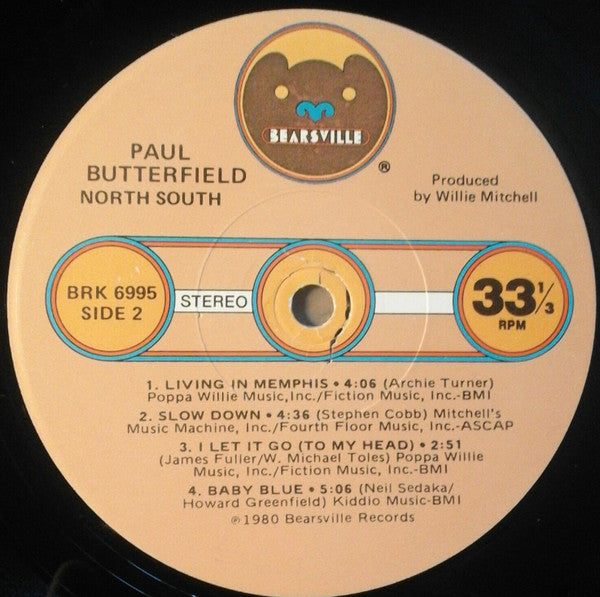 BEARSVILLE
®
PAUL
BUTTERFIELD
NORTH SOUTH
Produced
by Willie Mitchell
BRK 6995
SIDE 2
STEREO
33⅓
RPM
1. LIVING IN MEMPHIS • 4:06 (Archie Turner)
Poppa Willie Music,Inc./Fiction Music, Inc.-BMI
2. SLOW DOWN • 4:36 (Stephen Cobb) Mitchell's
Music Machine, Inc./Fourth Floor Music, Inc.-ASCAP
3. I LET IT GO (TO MY HEAD) • 2:51
(James Fuller/W. Michael Toles) Poppa Willie
Music, Inc./Fiction Music, Inc.-BMI
4. BABY BLUE • 5:06 (Neil Sedaka/
Howard Greenfield) Kiddio Music-BMI
℗1980 Bearsville Records